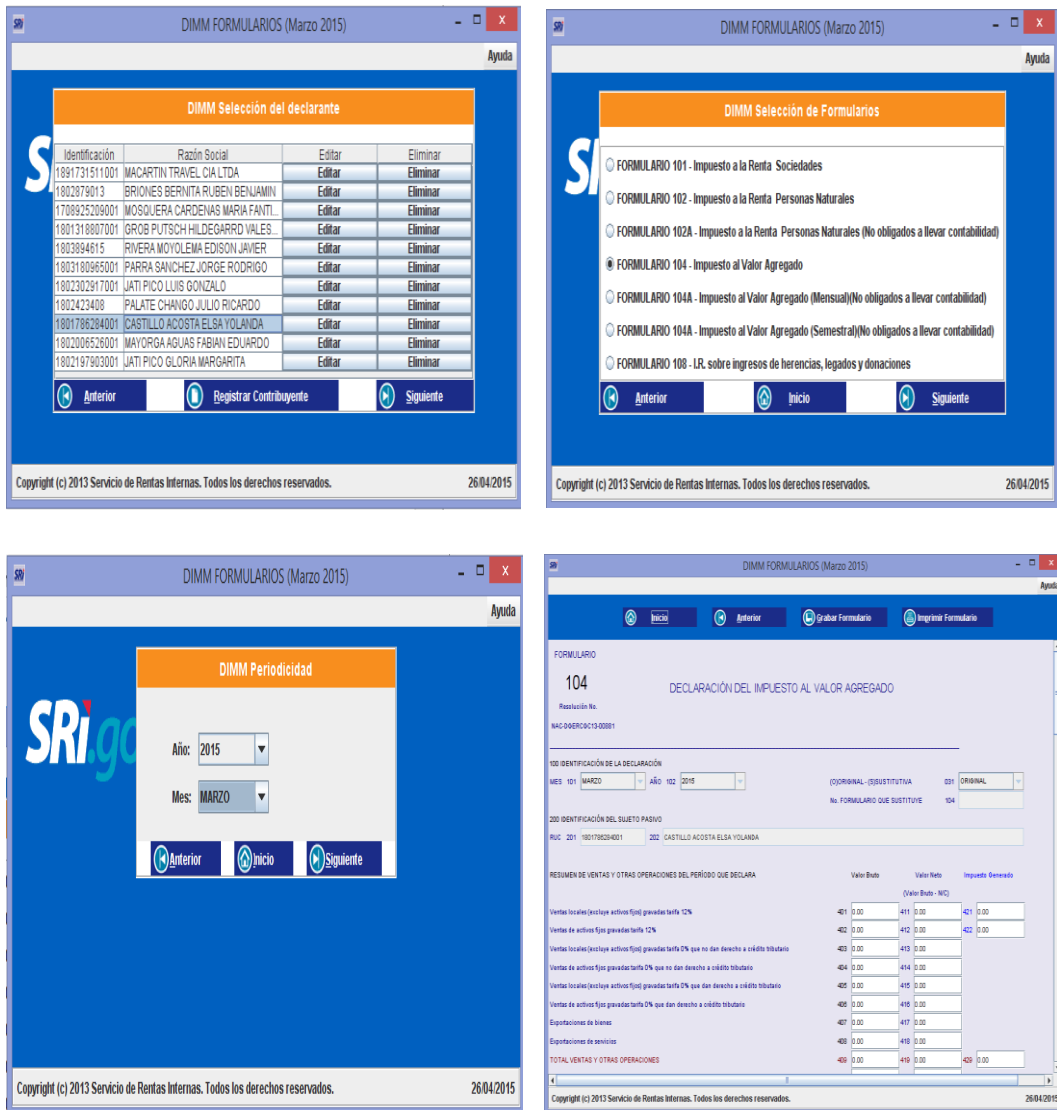 SRi DIMM FORMULARIOS (Marzo 2015)
Ayuda
DIMM Selección del declarante
Identificación Razón Social Editar Eliminar
1891731511001 MACARTIN TRAVEL CIA LTDA Editar Eliminar
1802879013 BRIONES BERNITA RUBEN BENJAMIN Editar Eliminar
1708925209001 MOSQUERA CARDENAS MARIA FANTI... Editar Eliminar
1801318807001 GROB PUTSCH HILDEGARRD VALES... Editar Eliminar
1803894615 RIVERA MOYOLEMA EDISON JAVIER Editar Eliminar
1803180965001 PARRA SANCHEZ JORGE RODRIGO Editar Eliminar
1802302917001 JATI PICO LUIS GONZALO Editar Eliminar
1802423408 PALATE CHANGO JULIO RICARDO Editar Eliminar
1801786284001 CASTILLO ACOSTA ELSA YOLANDA Editar Eliminar
1802006526001 MAYORGA AGUAS FABIAN EDUARDO Editar Eliminar
1802197903001 JATI PICO GLORIA MARGARITA Editar Eliminar
Anterior Registrar Contribuyente Siguiente
Copyright (c) 2013 Servicio de Rentas Internas. Todos los derechos reservados. 26/04/2015
SRi DIMM FORMULARIOS (Marzo 2015)
Ayuda
DIMM Selección de Formularios
FORMULARIO 101 - Impuesto a la Renta Sociedades
FORMULARIO 102 - Impuesto a la Renta Personas Naturales
FORMULARIO 102A - Impuesto a la Renta Personas Naturales (No obligados a llevar contabilidad)
FORMULARIO 104 - Impuesto al Valor Agregado
FORMULARIO 104A - Impuesto al Valor Agregado (Mensual)(No obligados a llevar contabilidad)
FORMULARIO 104A - Impuesto al Valor Agregado (Semestral)(No obligados a llevar contabilidad)
FORMULARIO 108 - I.R. sobre ingresos de herencias, legados y donaciones
Anterior Inicio Siguiente
Copyright (c) 2013 Servicio de Rentas Internas. Todos los derechos reservados. 26/04/2015
SRi DIMM FORMULARIOS (Marzo 2015)
Ayuda
SRi.go
DIMM Periodicidad
Año: 2015
Mes: MARZO
Anterior Inicio Siguiente
Copyright (c) 2013 Servicio de Rentas Internas. Todos los derechos reservados. 26/04/2015
SRi DIMM FORMULARIOS (Marzo 2015)
Ayuda
Inicio Anterior Grabar Formulario Imprimir Formulario
FORMULARIO
104 DECLARACIÓN DEL IMPUESTO AL VALOR AGREGADO
Resolución No.
NAC-DGERCGC13-00881
100 IDENTIFICACIÓN DE LA DECLARACIÓN
MES 101 MARZO AÑO 102 2015 (O)ORIGINAL - (S)SUSTITUTIVA 031 ORIGINAL
No. FORMULARIO QUE SUSTITUYE 104
200 IDENTIFICACIÓN DEL SUJETO PASIVO
RUC 201 1801786284001 202 CASTILLO ACOSTA ELSA YOLANDA
RESUMEN DE VENTAS Y OTRAS OPERACIONES DEL PERÍODO QUE DECLARA Valor Bruto Valor Neto Impuesto Generado
(Valor Bruto - N/C)
Ventas locales (excluye activos fijos) gravadas tarifa 12% 401 0.00 411 0.00 421 0.00
Ventas de activos fijos gravadas tarifa 12% 402 0.00 412 0.00 422 0.00
Ventas locales (excluye activos fijos) gravadas tarifa 0% que no dan derecho a crédito tributario 403 0.00 413 0.00
Ventas de activos fijos gravadas tarifa 0% que no dan derecho a crédito tributario 404 0.00 414 0.00
Ventas locales (excluye activos fijos) gravadas tarifa 0% que dan derecho a crédito tributario 405 0.00 415 0.00
Ventas de activos fijos gravadas tarifa 0% que dan derecho a crédito tributario 406 0.00 416 0.00
Exportaciones de bienes 407 0.00 417 0.00
Exportaciones de servicios 408 0.00 418 0.00
TOTAL VENTAS Y OTRAS OPERACIONES 409 0.00 419 0.00 429 0.00
Copyright (c) 2013 Servicio de Rentas Internas. Todos los derechos reservados. 26/04/2015